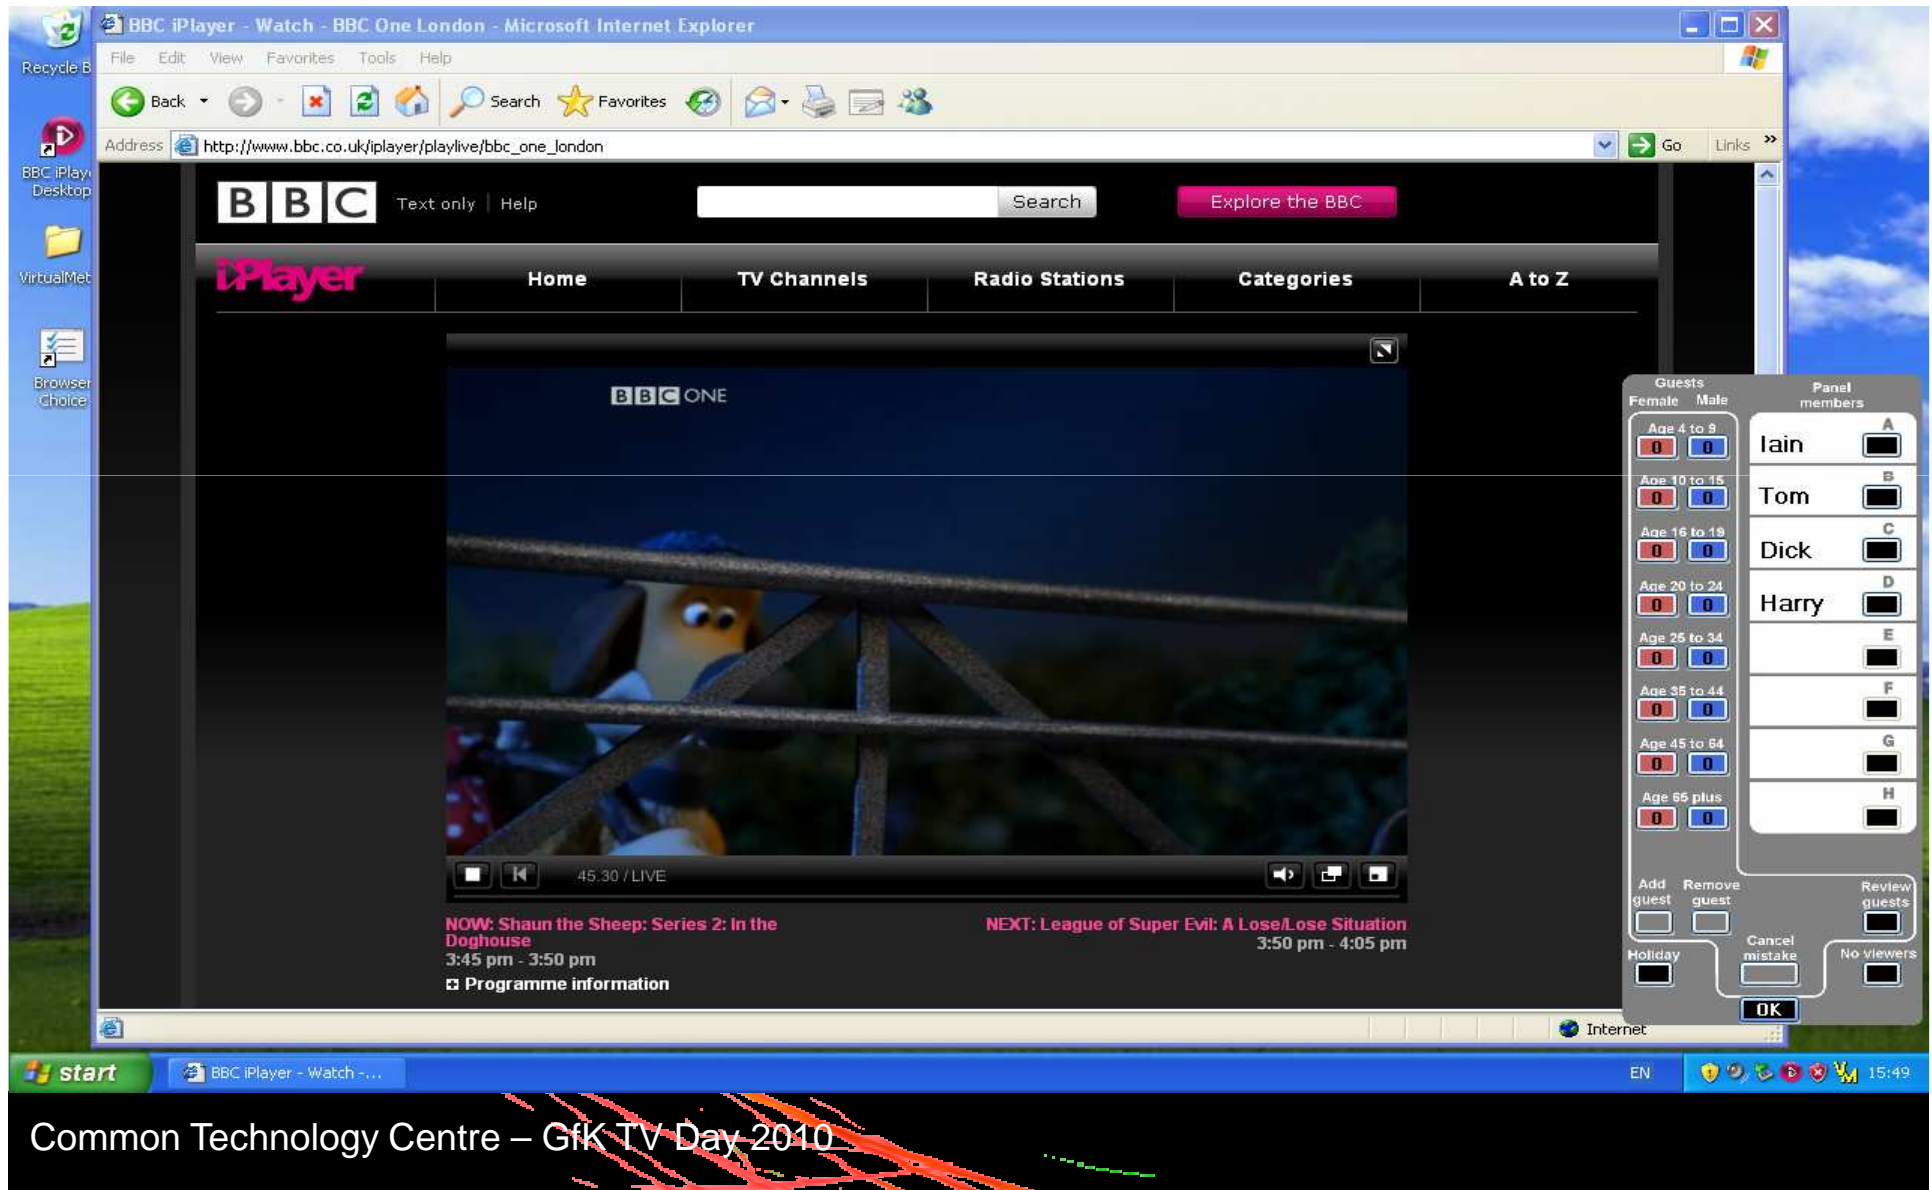 BBC iPlayer - Watch - BBC One London - Microsoft Internet Explorer
Recycle B
File Edit View Favorites Tools Help
Back Search Favorites
Address http://www.bbc.co.uk/iplayer/playlive/bbc_one_london Go Links »
BBC iPlay
Desktop
BBC Text only | Help Search Explore the BBC
VirtualMet
iPlayer Home TV Channels Radio Stations Categories A to Z
Browser
Choice
BBC ONE
45.30 / LIVE
NOW: Shaun the Sheep: Series 2: In the
Doghouse
3:45 pm - 3:50 pm
Programme information
NEXT: League of Super Evil: A Lose/Lose Situation
3:50 pm - 4:05 pm
Guests
Female Male
Panel
members
Age 4 to 9
0 0
Iain A
Age 10 to 15
0 0
Tom B
Age 16 to 19
0 0
Dick C
Age 20 to 24
0 0
Harry D
Age 25 to 34
0 0
E
Age 35 to 44
0 0
F
Age 45 to 64
0 0
G
Age 65 plus
0 0
H
Add
guest
Remove
guest
Review
guests
Holiday
Cancel
mistake
No viewers
OK
Internet
start BBC iPlayer - Watch -... EN 15:49
Common Technology Centre – GfK TV Day 2010